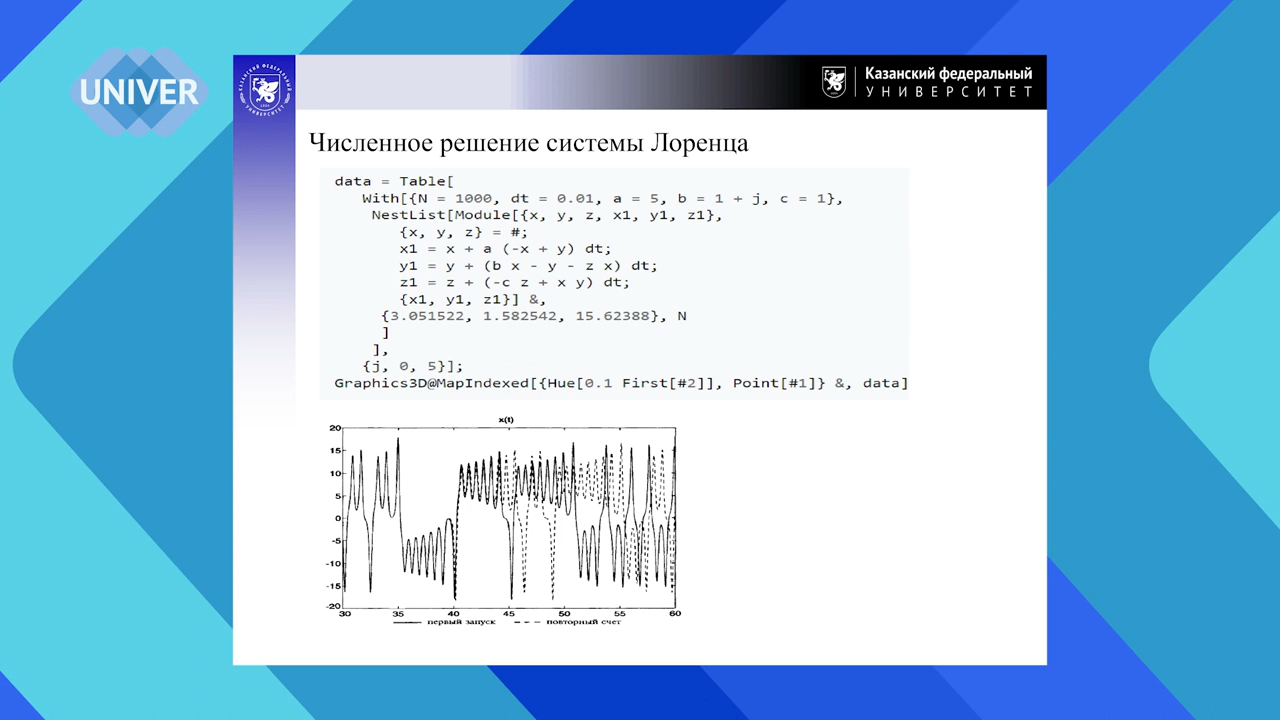 UNIVER
КАЗАНСКИЙ ФЕДЕРАЛЬНЫЙ УНИВЕРСИТЕТ
Казанский федеральный
УНИВЕРСИТЕТ
Численное решение системы Лоренца
data = Table[
With[{N = 1000, dt = 0.01, a = 5, b = 1 + j, c = 1},
NestList[Module[{x, y, z, x1, y1, z1},
{x, y, z} = #;
x1 = x + a (-x + y) dt;
y1 = y + (b x - y - z x) dt;
z1 = z + (-c z + x y) dt;
{x1, y1, z1}] &,
{3.051522, 1.582542, 15.62388}, N
]
],
{j, 0, 5}];
Graphics3D@MapIndexed[{Hue[0.1 First[#2]], Point[#1]} &, data]
x(t)
20
15
10
5
0
-5
-10
-15
-20
30 35 40 45 50 55 60
первый запуск повторный счет